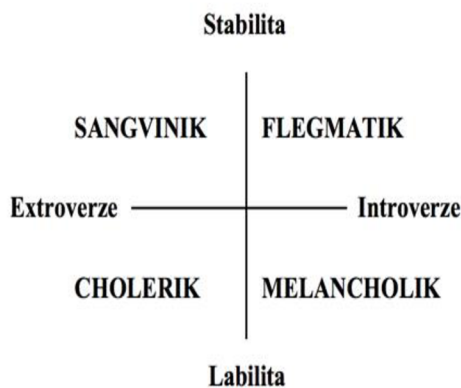 Stabilita
SANGVINIK FLEGMATIK
Extroverze Introverze
CHOLERIK MELANCHOLIK
Labilita